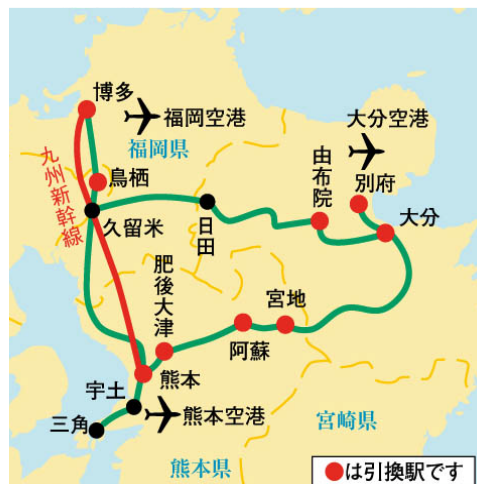 博多
福岡空港
福岡県
大分空港
九州新幹線
鳥栖
由布院
別府
久留米
日田
大分
肥後大津
宮地
阿蘇
熊本
宇土
熊本空港
三角
宮崎県
熊本県
●は引換駅です